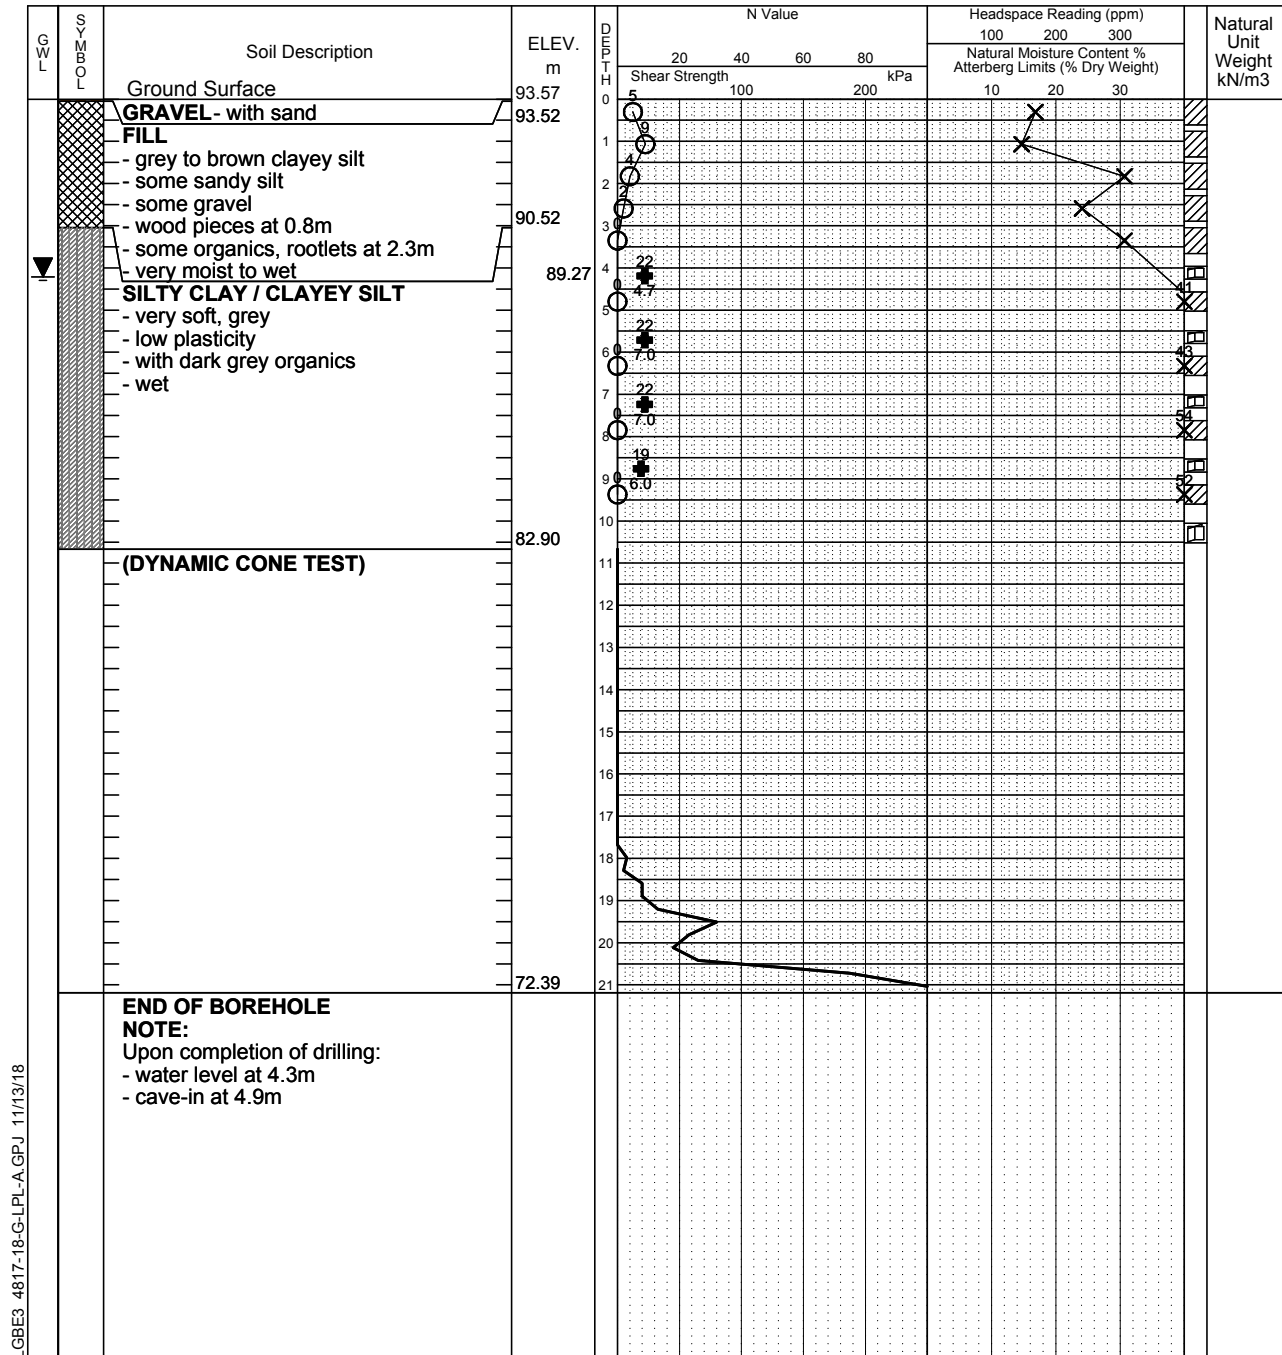 GWL
SYMBOL
Soil Description
ELEV.
m
DEPTH
N Value
20 40 60 80
Shear Strength kPa
100 200
Headspace Reading (ppm)
100 200 300
Natural Moisture Content %
Atterberg Limits (% Dry Weight)
10 20 30
Natural
Unit
Weight
kN/m3
Ground Surface
93.57
0
5
GRAVEL - with sand
93.52
FILL
9
1
- grey to brown clayey silt
4
- some sandy silt
2
- some gravel
2
- wood pieces at 0.8m
90.52
3
0
- some organics, rootlets at 2.3m
- very moist to wet
89.27
4
22
4.7
0
41
SILTY CLAY / CLAYEY SILT
- very soft, grey
5
- low plasticity
22
7.0
- with dark grey organics
6
0
43
- wet
7
22
7.0
0
54
8
19
6.0
9
0
52
10
82.90
(DYNAMIC CONE TEST)
11
12
13
14
15
16
17
18
19
20
72.39
21
END OF BOREHOLE
NOTE:
Upon completion of drilling:
- water level at 4.3m
- cave-in at 4.9m
LGBE3 4817-18-G-LPL-A.GPJ 11/13/18